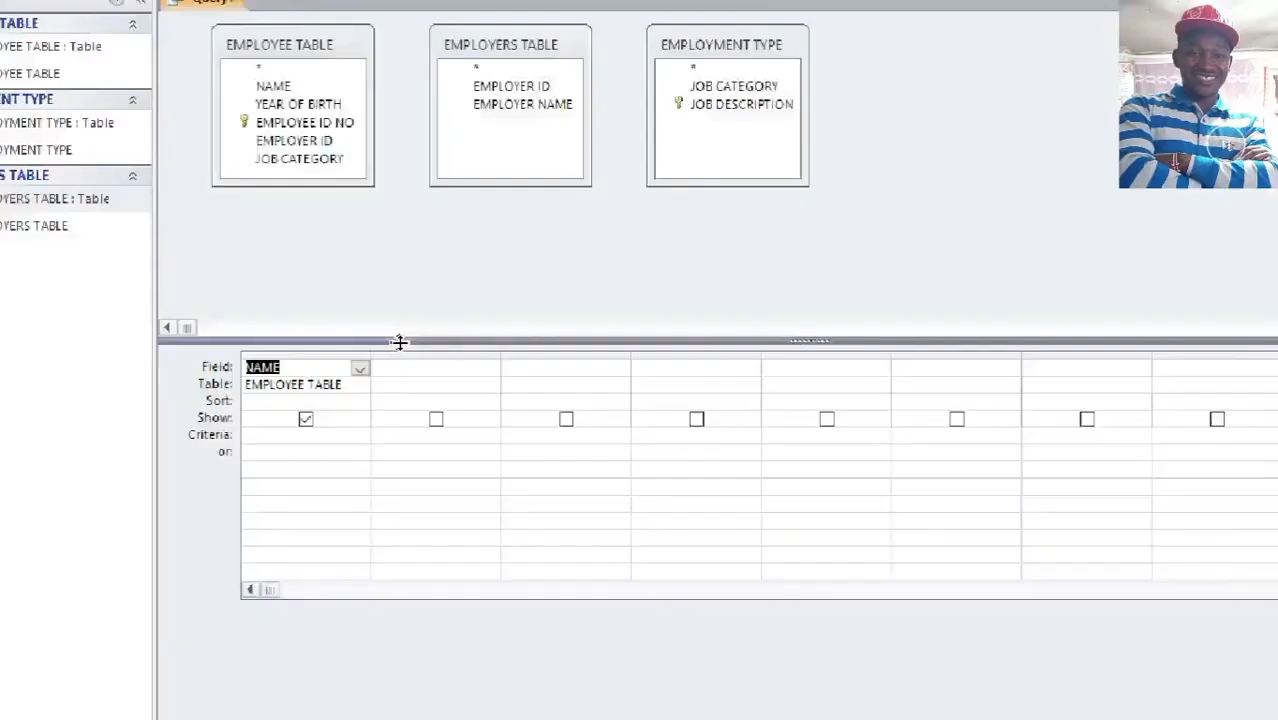 Query1
TABLE
OYEE TABLE : Table
OYEE TABLE
ENT TYPE
OYMENT TYPE : Table
OYMENT TYPE
S TABLE
OYERS TABLE : Table
OYERS TABLE
EMPLOYEE TABLE
*
NAME
YEAR OF BIRTH
EMPLOYEE ID NO
EMPLOYER ID
JOB CATEGORY
EMPLOYERS TABLE
*
EMPLOYER ID
EMPLOYER NAME
EMPLOYMENT TYPE
*
JOB CATEGORY
JOB DESCRIPTION
Field: NAME
Table: EMPLOYEE TABLE
Sort:
Show:
Criteria:
or: